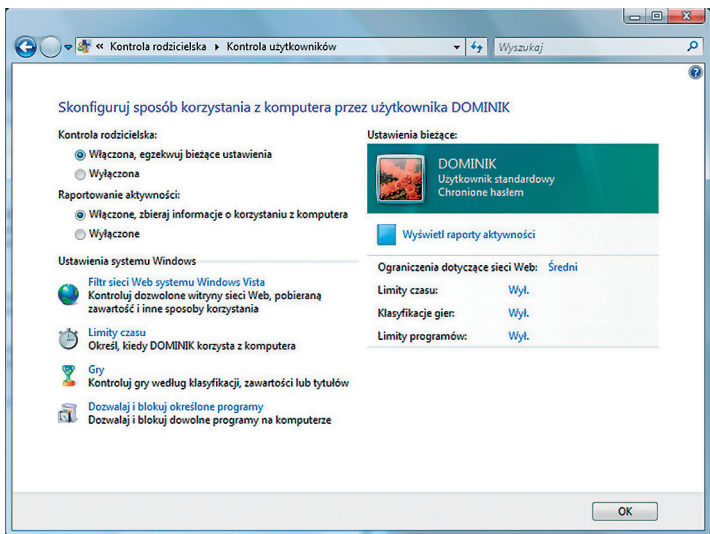 « Kontrola rodzicielska ▸ Kontrola użytkowników
Wyszukaj
Skonfiguruj sposób korzystania z komputera przez użytkownika DOMINIK
Kontrola rodzicielska:
Włączona, egzekwuj bieżące ustawienia
Wyłączona
Raportowanie aktywności:
Włączone, zbieraj informacje o korzystaniu z komputera
Wyłączone
Ustawienia systemu Windows
Filtr sieci Web systemu Windows Vista
Kontroluj dozwolone witryny sieci Web, pobieraną
zawartość i inne sposoby korzystania
Limity czasu
Określ, kiedy DOMINIK korzysta z komputera
Gry
Kontroluj gry według klasyfikacji, zawartości lub tytułów
Dozwalaj i blokuj określone programy
Dozwalaj i blokuj dowolne programy na komputerze
Ustawienia bieżące:
DOMINIK
Użytkownik standardowy
Chronione hasłem
Wyświetl raporty aktywności
Ograniczenia dotyczące sieci Web: Średni
Limity czasu: Wył.
Klasyfikacje gier: Wył.
Limity programów: Wył.
OK